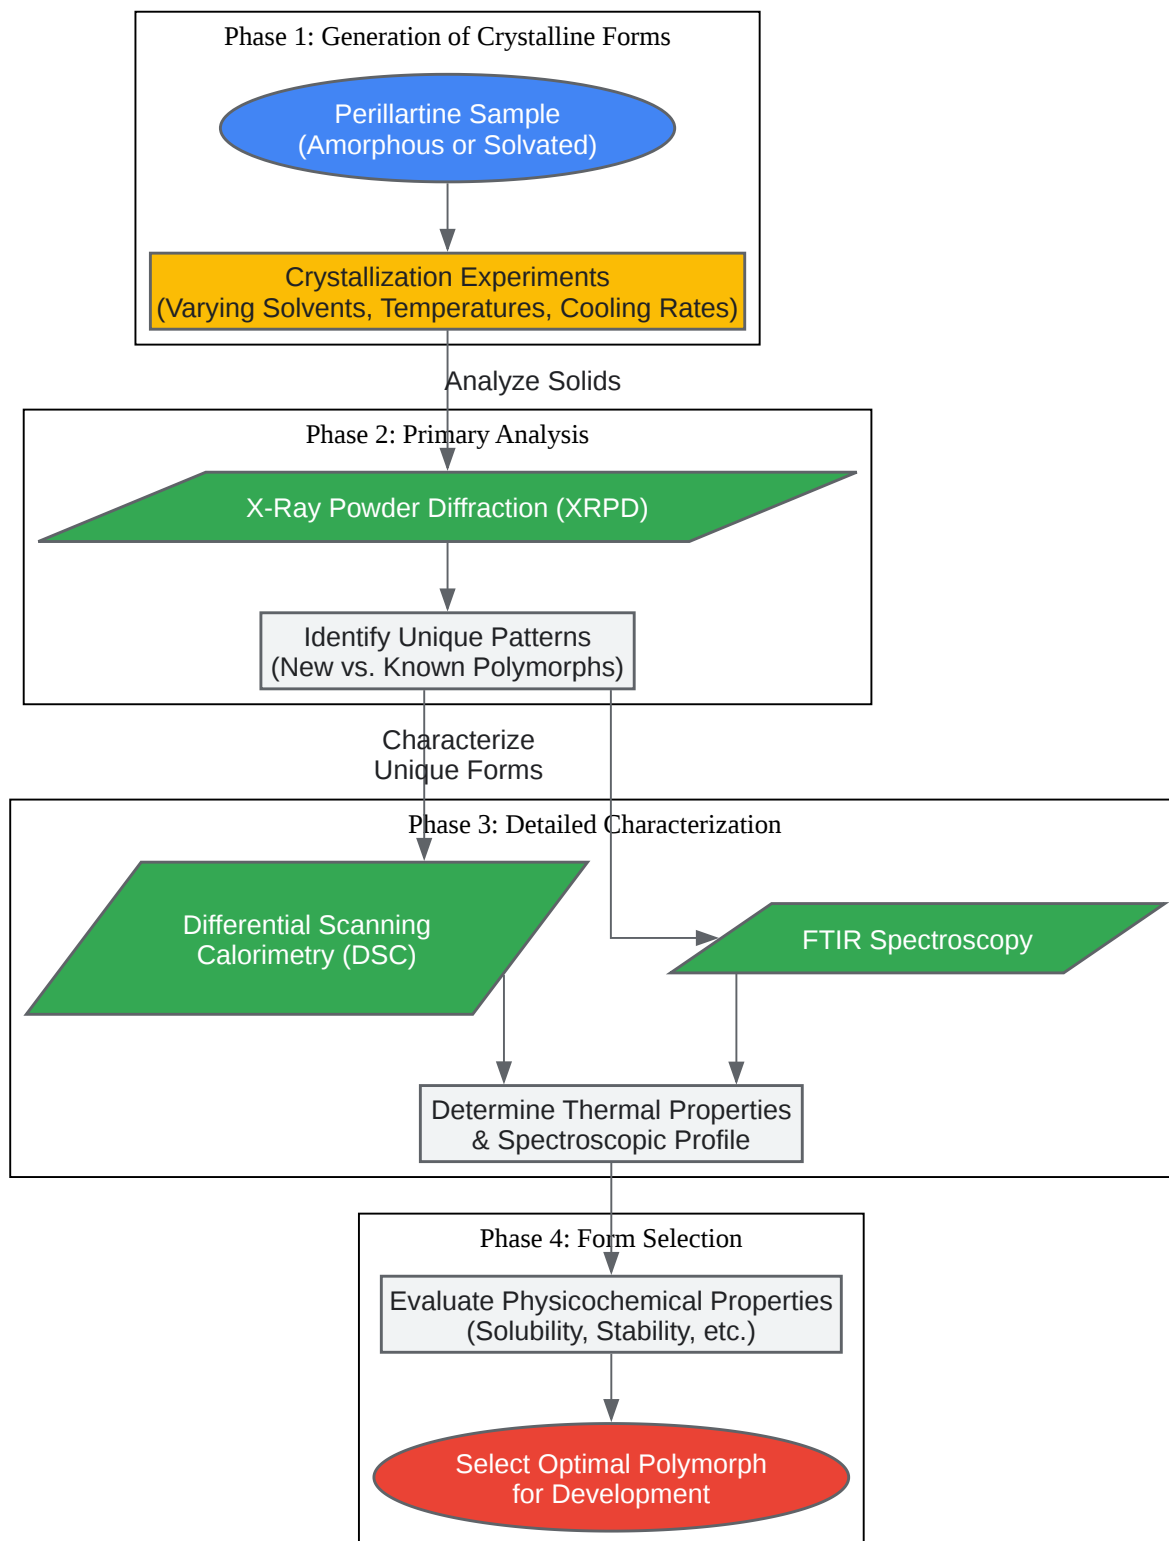 Phase 1: Generation of Crystalline Forms
Perillartine Sample
(Amorphous or Solvated)
Crystallization Experiments
(Varying Solvents, Temperatures, Cooling Rates)
Analyze Solids
Phase 2: Primary Analysis
X-Ray Powder Diffraction (XRPD)
Identify Unique Patterns
(New vs. Known Polymorphs)
Characterize
Unique Forms
Phase 3: Detailed Characterization
Differential Scanning
Calorimetry (DSC)
FTIR Spectroscopy
Determine Thermal Properties
& Spectroscopic Profile
Phase 4: Form Selection
Evaluate Physicochemical Properties
(Solubility, Stability, etc.)
Select Optimal Polymorph
for Development